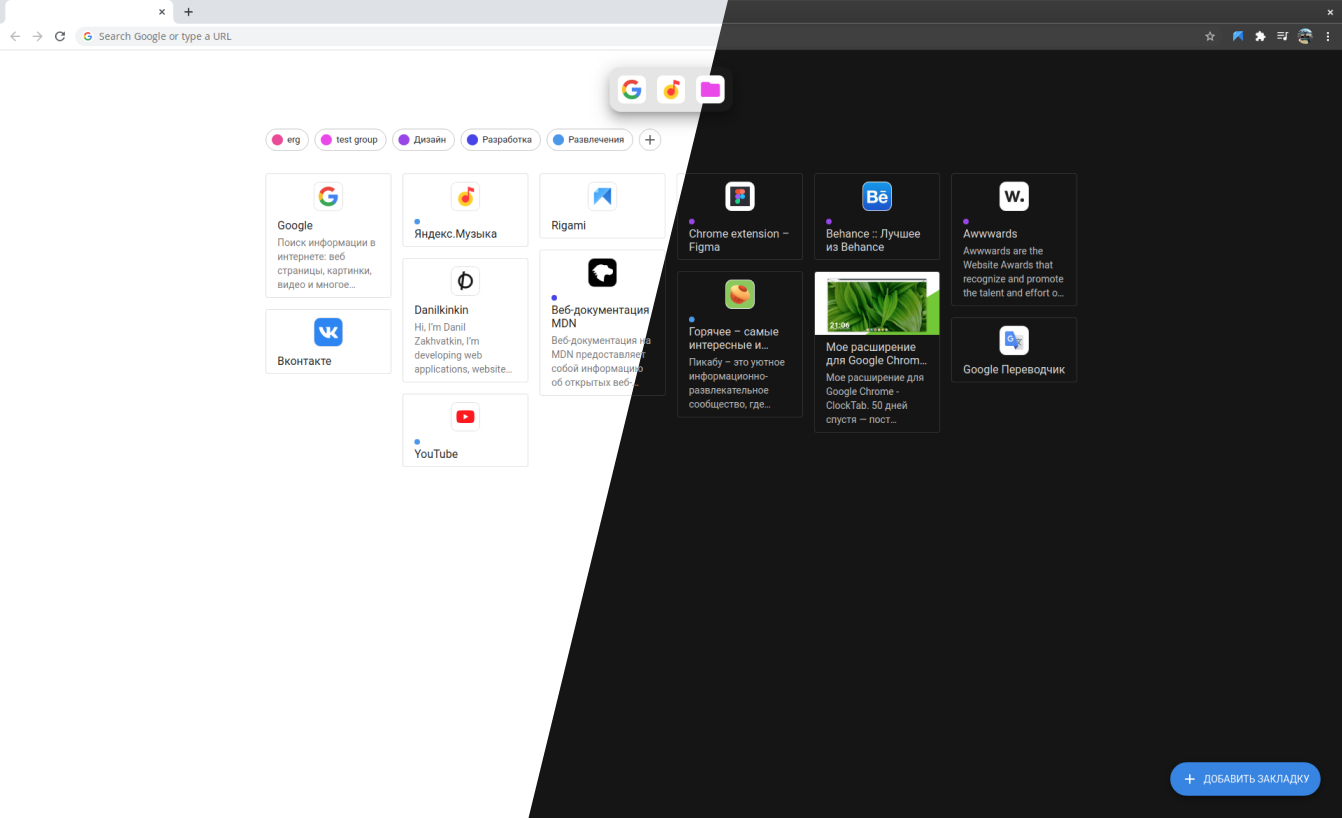 Search Google or type a URL
erg
test group
Дизайн
Разработка
Развлечения
Google
Поиск информации в
интернете: веб
страницы, картинки,
видео и многое…
Вконтакте
Яндекс.Музыка
Danilkinkin
Hi, I'm Danil
Zakhvatkin, I'm
developing web
applications, website…
YouTube
Rigami
Веб-документация
MDN
Веб-документация на
MDN предоставляет
собой информацию
об открытых веб-…
Chrome extension –
Figma
Горячее – самые
интересные и…
Пикабу – это уютное
информационно-
развлекательное
сообщество, где…
Bē
Behance :: Лучшее
из Behance
21:06
Мое расширение
для Google Chrom…
Мое расширение для
Google Chrome -
ClockTab. 50 дней
спустя — пост…
W.
Awwwards
Awwwards are the
Website Awards that
recognize and promote
the talent and effort o…
Google Переводчик
ДОБАВИТЬ ЗАКЛАДКУ